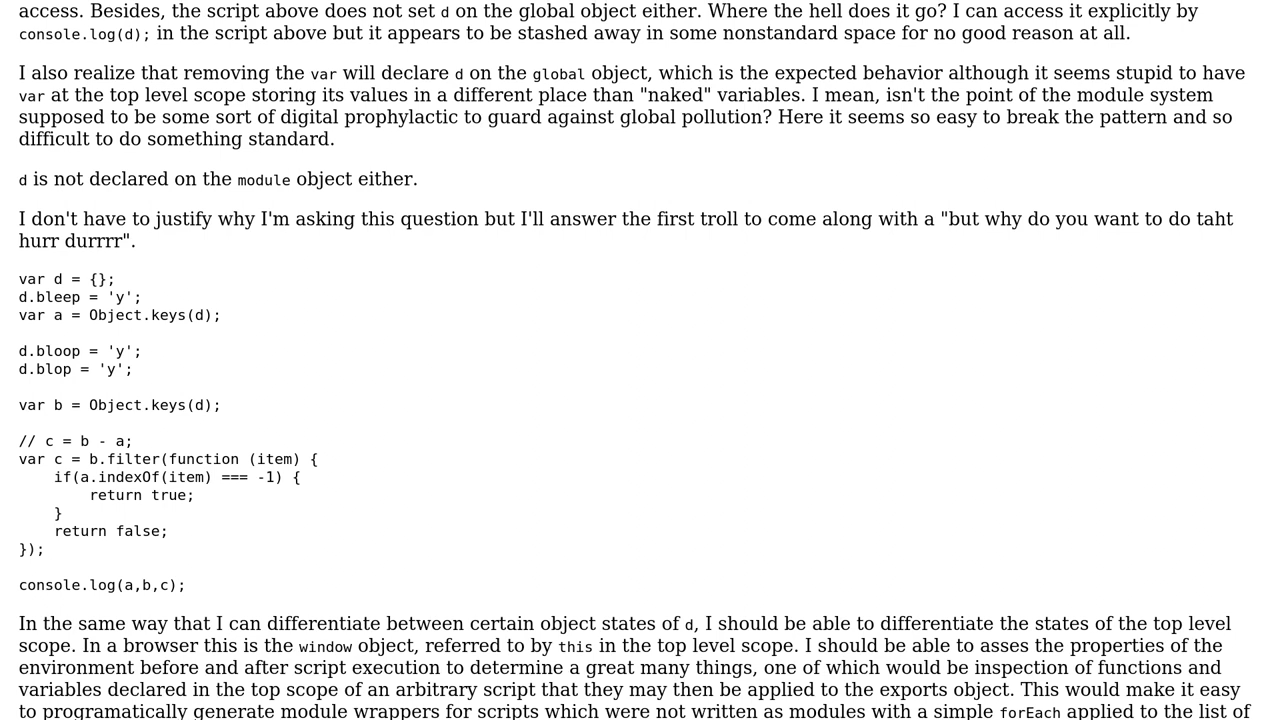 access. Besides, the script above does not set d on the global object either. Where the hell does it go? I can access it explicitly by
console.log(d); in the script above but it appears to be stashed away in some nonstandard space for no good reason at all.
I also realize that removing the var will declare d on the global object, which is the expected behavior although it seems stupid to have
var at the top level scope storing its values in a different place than "naked" variables. I mean, isn't the point of the module system
supposed to be some sort of digital prophylactic to guard against global pollution? Here it seems so easy to break the pattern and so
difficult to do something standard.
d is not declared on the module object either.
I don't have to justify why I'm asking this question but I'll answer the first troll to come along with a "but why do you want to do taht
hurr durrrr".
var d = {};
d.bleep = 'y';
var a = Object.keys(d);
d.bloop = 'y';
d.blop = 'y';
var b = Object.keys(d);
// c = b - a;
var c = b.filter(function (item) {
    if(a.indexOf(item) === -1) {
        return true;
    }
    return false;
});
console.log(a,b,c);
In the same way that I can differentiate between certain object states of d, I should be able to differentiate the states of the top level
scope. In a browser this is the window object, referred to by this in the top level scope. I should be able to asses the properties of the
environment before and after script execution to determine a great many things, one of which would be inspection of functions and
variables declared in the top scope of an arbitrary script that they may then be applied to the exports object. This would make it easy
to programatically generate module wrappers for scripts which were not written as modules with a simple forEach applied to the list of